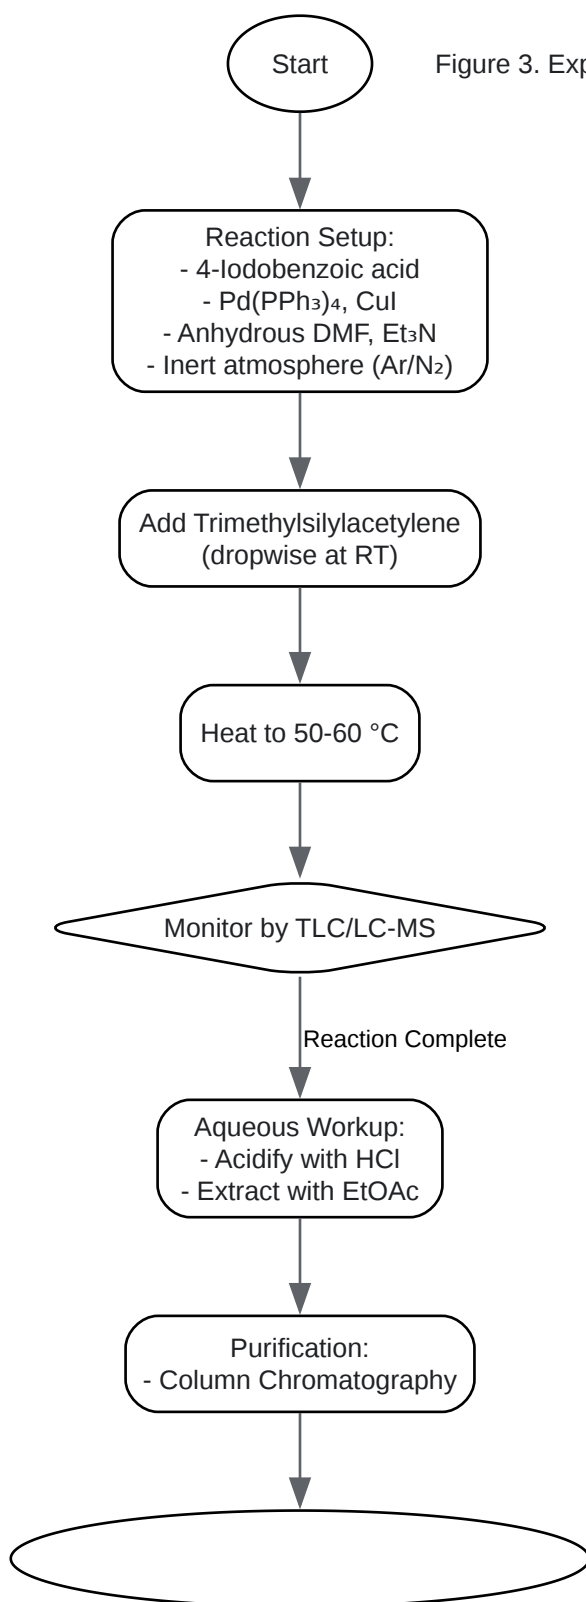 Start
Figure 3. Exp
Reaction Setup:
- 4-Iodobenzoic acid
- Pd(PPh₃)₄, CuI
- Anhydrous DMF, Et₃N
- Inert atmosphere (Ar/N₂)
Add Trimethylsilylacetylene
(dropwise at RT)
Heat to 50-60 °C
Monitor by TLC/LC-MS
Reaction Complete
Aqueous Workup:
- Acidify with HCl
- Extract with EtOAc
Purification:
- Column Chromatography